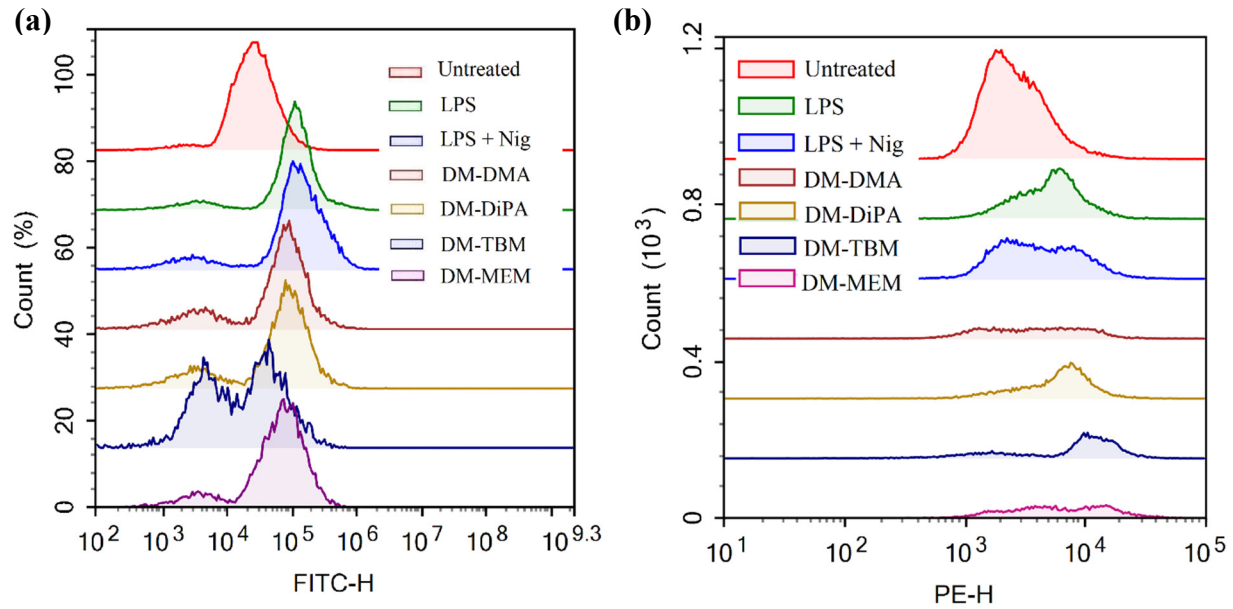 (a)
Count (%)
100
80
60
40
20
0
Untreated
LPS
LPS + Nig
DM-DMA
DM-DiPA
DM-TBM
DM-MEM
10^2 10^3 10^4 10^5 10^6 10^7 10^8 10^9.3
FITC-H
(b)
Count (10^3)
1.2
0.8
0.4
0
Untreated
LPS
LPS + Nig
DM-DMA
DM-DiPA
DM-TBM
DM-MEM
10^1 10^2 10^3 10^4 10^5
PE-H